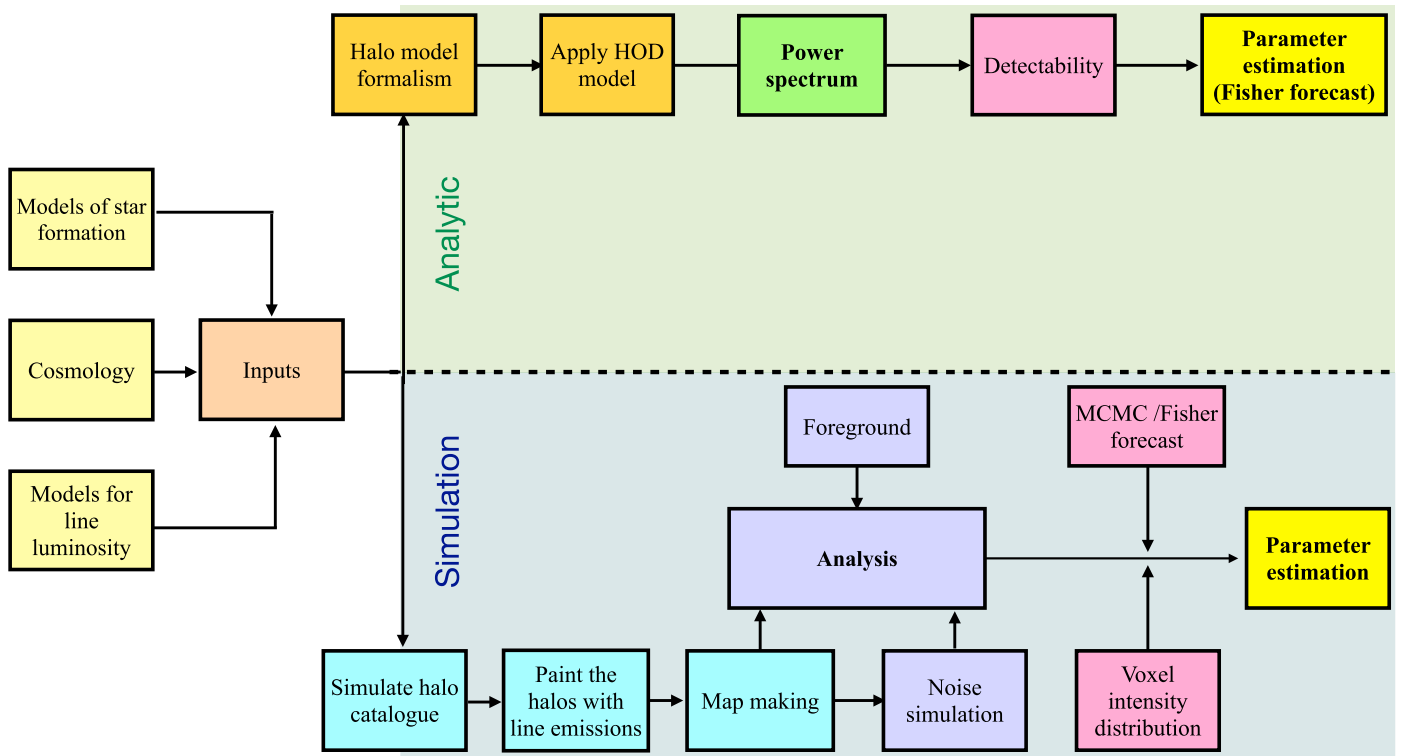 Halo model
formalism
Apply HOD
model
Power
spectrum
Detectability
Parameter
estimation
(Fisher forecast)
Analytic
Models of star
formation
Cosmology
Inputs
Models for
line
luminosity
Simulation
Foreground
MCMC /Fisher
forecast
Analysis
Parameter
estimation
Simulate halo
catalogue
Paint the
halos with
line emissions
Map making
Noise
simulation
Voxel
intensity
distribution